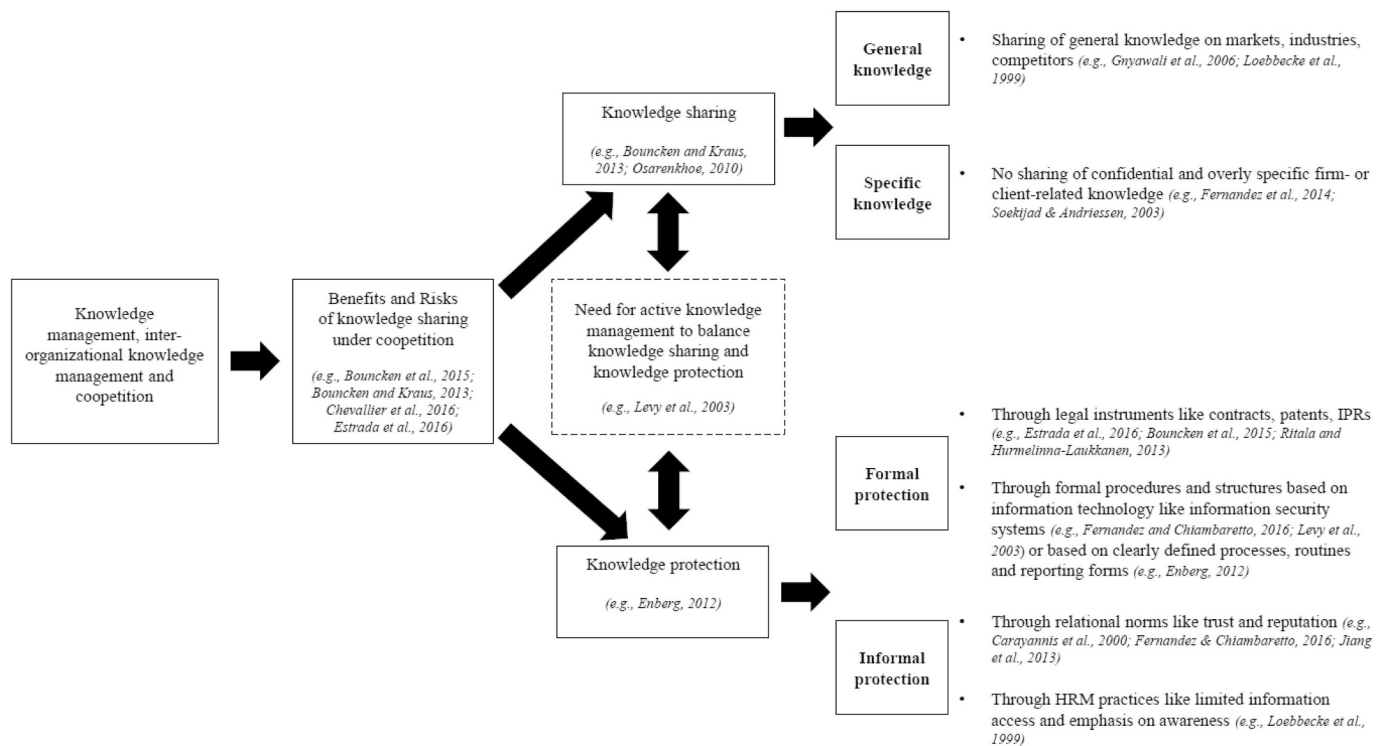 Knowledge
management, inter-
organizational knowledge
management and
coopetition
Benefits and Risks
of knowledge sharing
under coopetition
(e.g., Bouncken et al., 2015;
Bouncken and Kraus, 2013;
Chevallier et al., 2016;
Estrada et al., 2016)
Knowledge sharing
(e.g., Bouncken and Kraus,
2013; Osarenkhoe, 2010)
Need for active knowledge
management to balance
knowledge sharing and
knowledge protection
(e.g., Levy et al., 2003)
Knowledge protection
(e.g., Enberg, 2012)
General
knowledge
• Sharing of general knowledge on markets, industries,
competitors (e.g., Gnyawali et al., 2006; Loebbecke et al.,
1999)
Specific
knowledge
• No sharing of confidential and overly specific firm- or
client-related knowledge (e.g., Fernandez et al., 2014;
Soekijad & Andriessen, 2003)
Formal
protection
• Through legal instruments like contracts, patents, IPRs
(e.g., Estrada et al., 2016; Bouncken et al., 2015; Ritala and
Hurmelinna-Laukkanen, 2013)
• Through formal procedures and structures based on
information technology like information security
systems (e.g., Fernandez and Chiambaretto, 2016; Levy et al.,
2003) or based on clearly defined processes, routines
and reporting forms (e.g., Enberg, 2012)
Informal
protection
• Through relational norms like trust and reputation (e.g.,
Carayannis et al., 2000; Fernandez & Chiambaretto, 2016; Jiang
et al., 2013)
• Through HRM practices like limited information
access and emphasis on awareness (e.g., Loebbecke et al.,
1999)